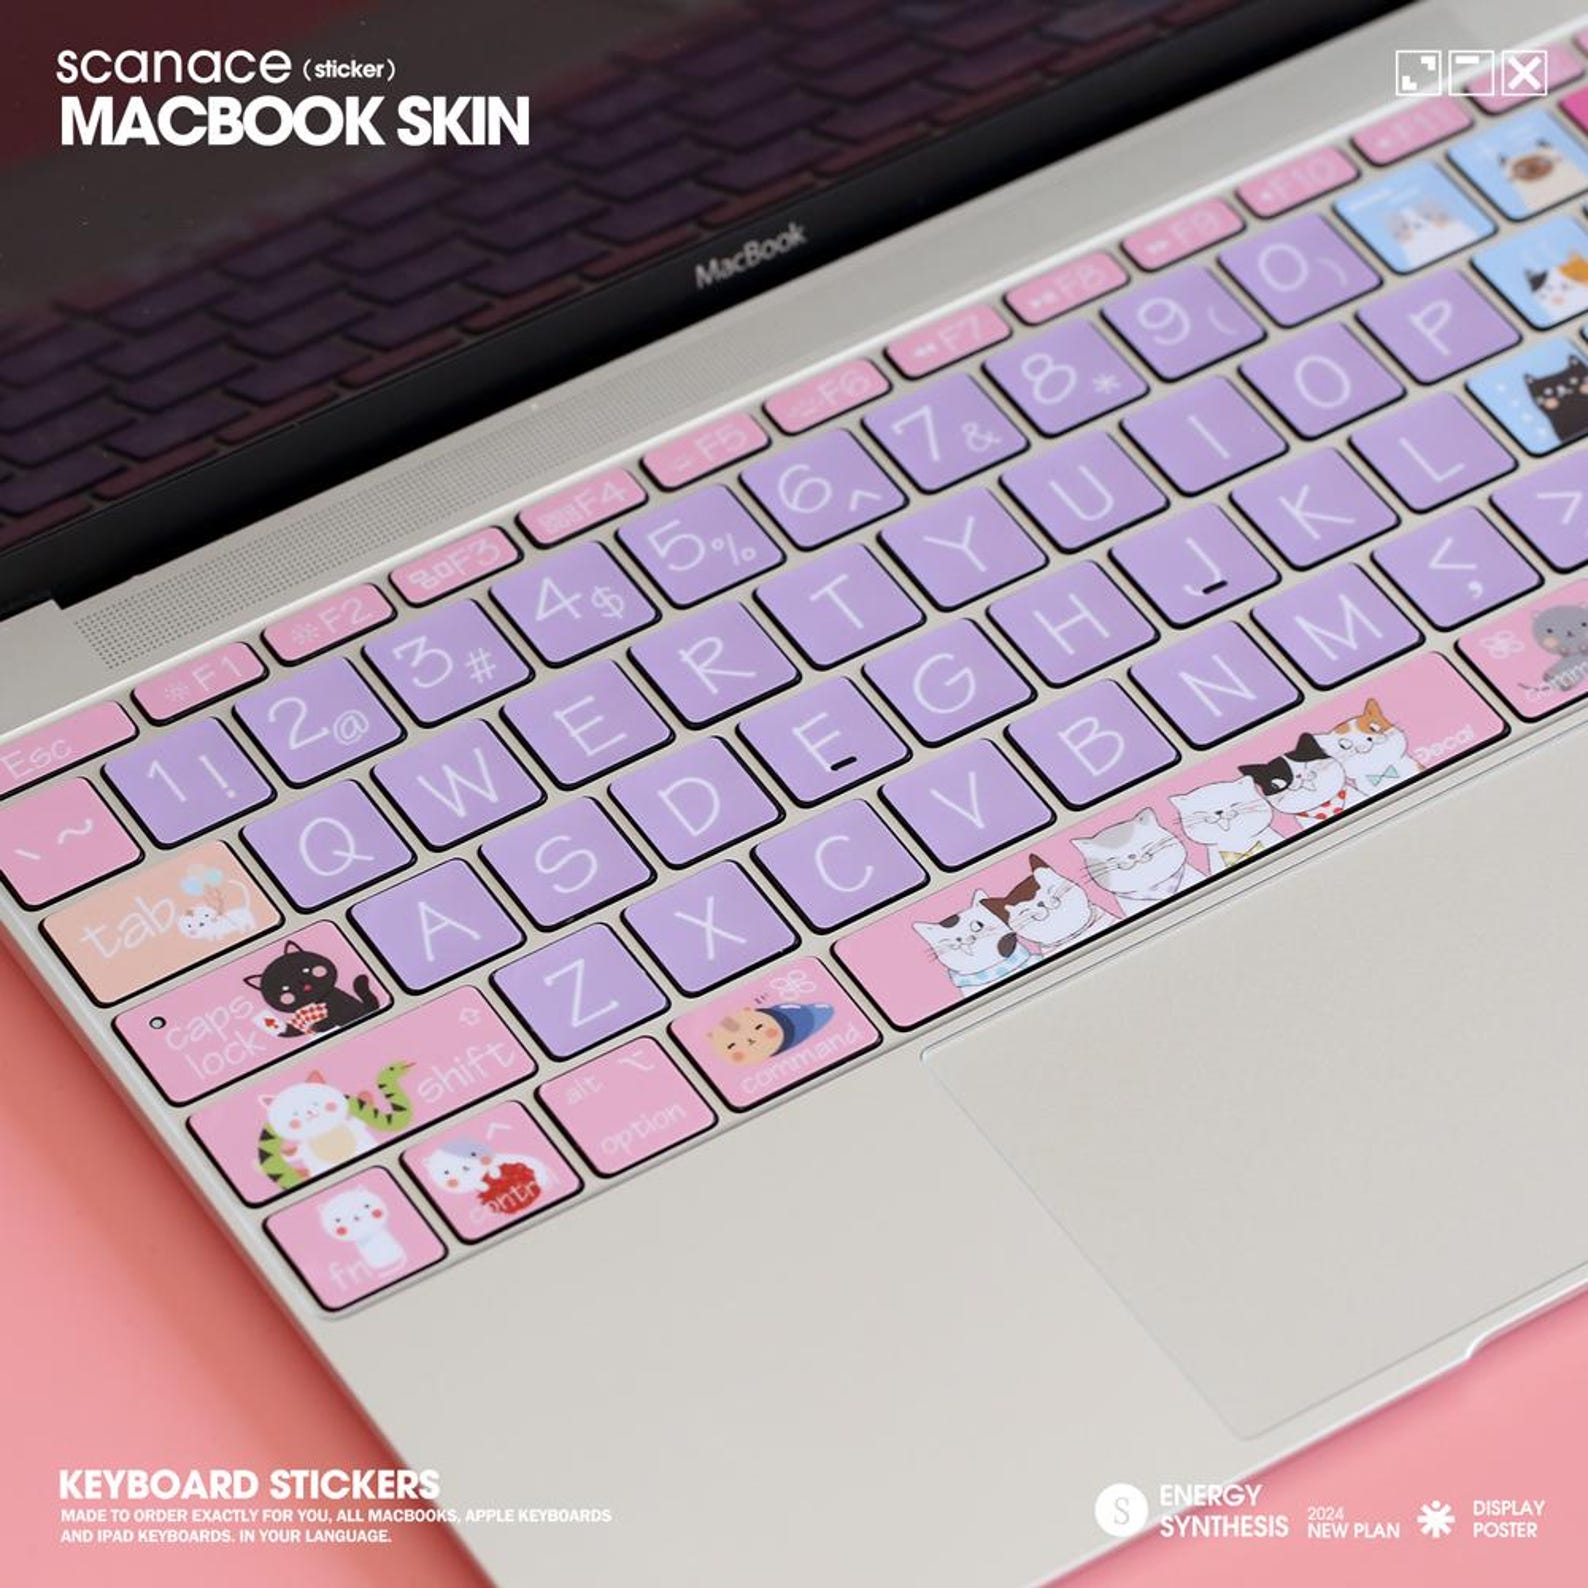 scanace (sticker)
MACBOOK SKIN
MacBook
Esc F1 F2 F3 F4 F5 F6 F7 F8 F9 F10 F11
\ ~ 1 ! 2 @ 3 # 4 $ 5 % 6 ^ 7 & 8 * 9 ( 0 )
tab Q W E R T Y U I O P
caps lock A S D F G H J K L
shift Z X C V B N M < , >
fn control alt option command Decal
KEYBOARD STICKERS
MADE TO ORDER EXACTLY FOR YOU, ALL MACBOOKS, APPLE KEYBOARDS
AND IPAD KEYBOARDS. IN YOUR LANGUAGE.
S ENERGY
SYNTHESIS
2024
NEW PLAN
DISPLAY
POSTER